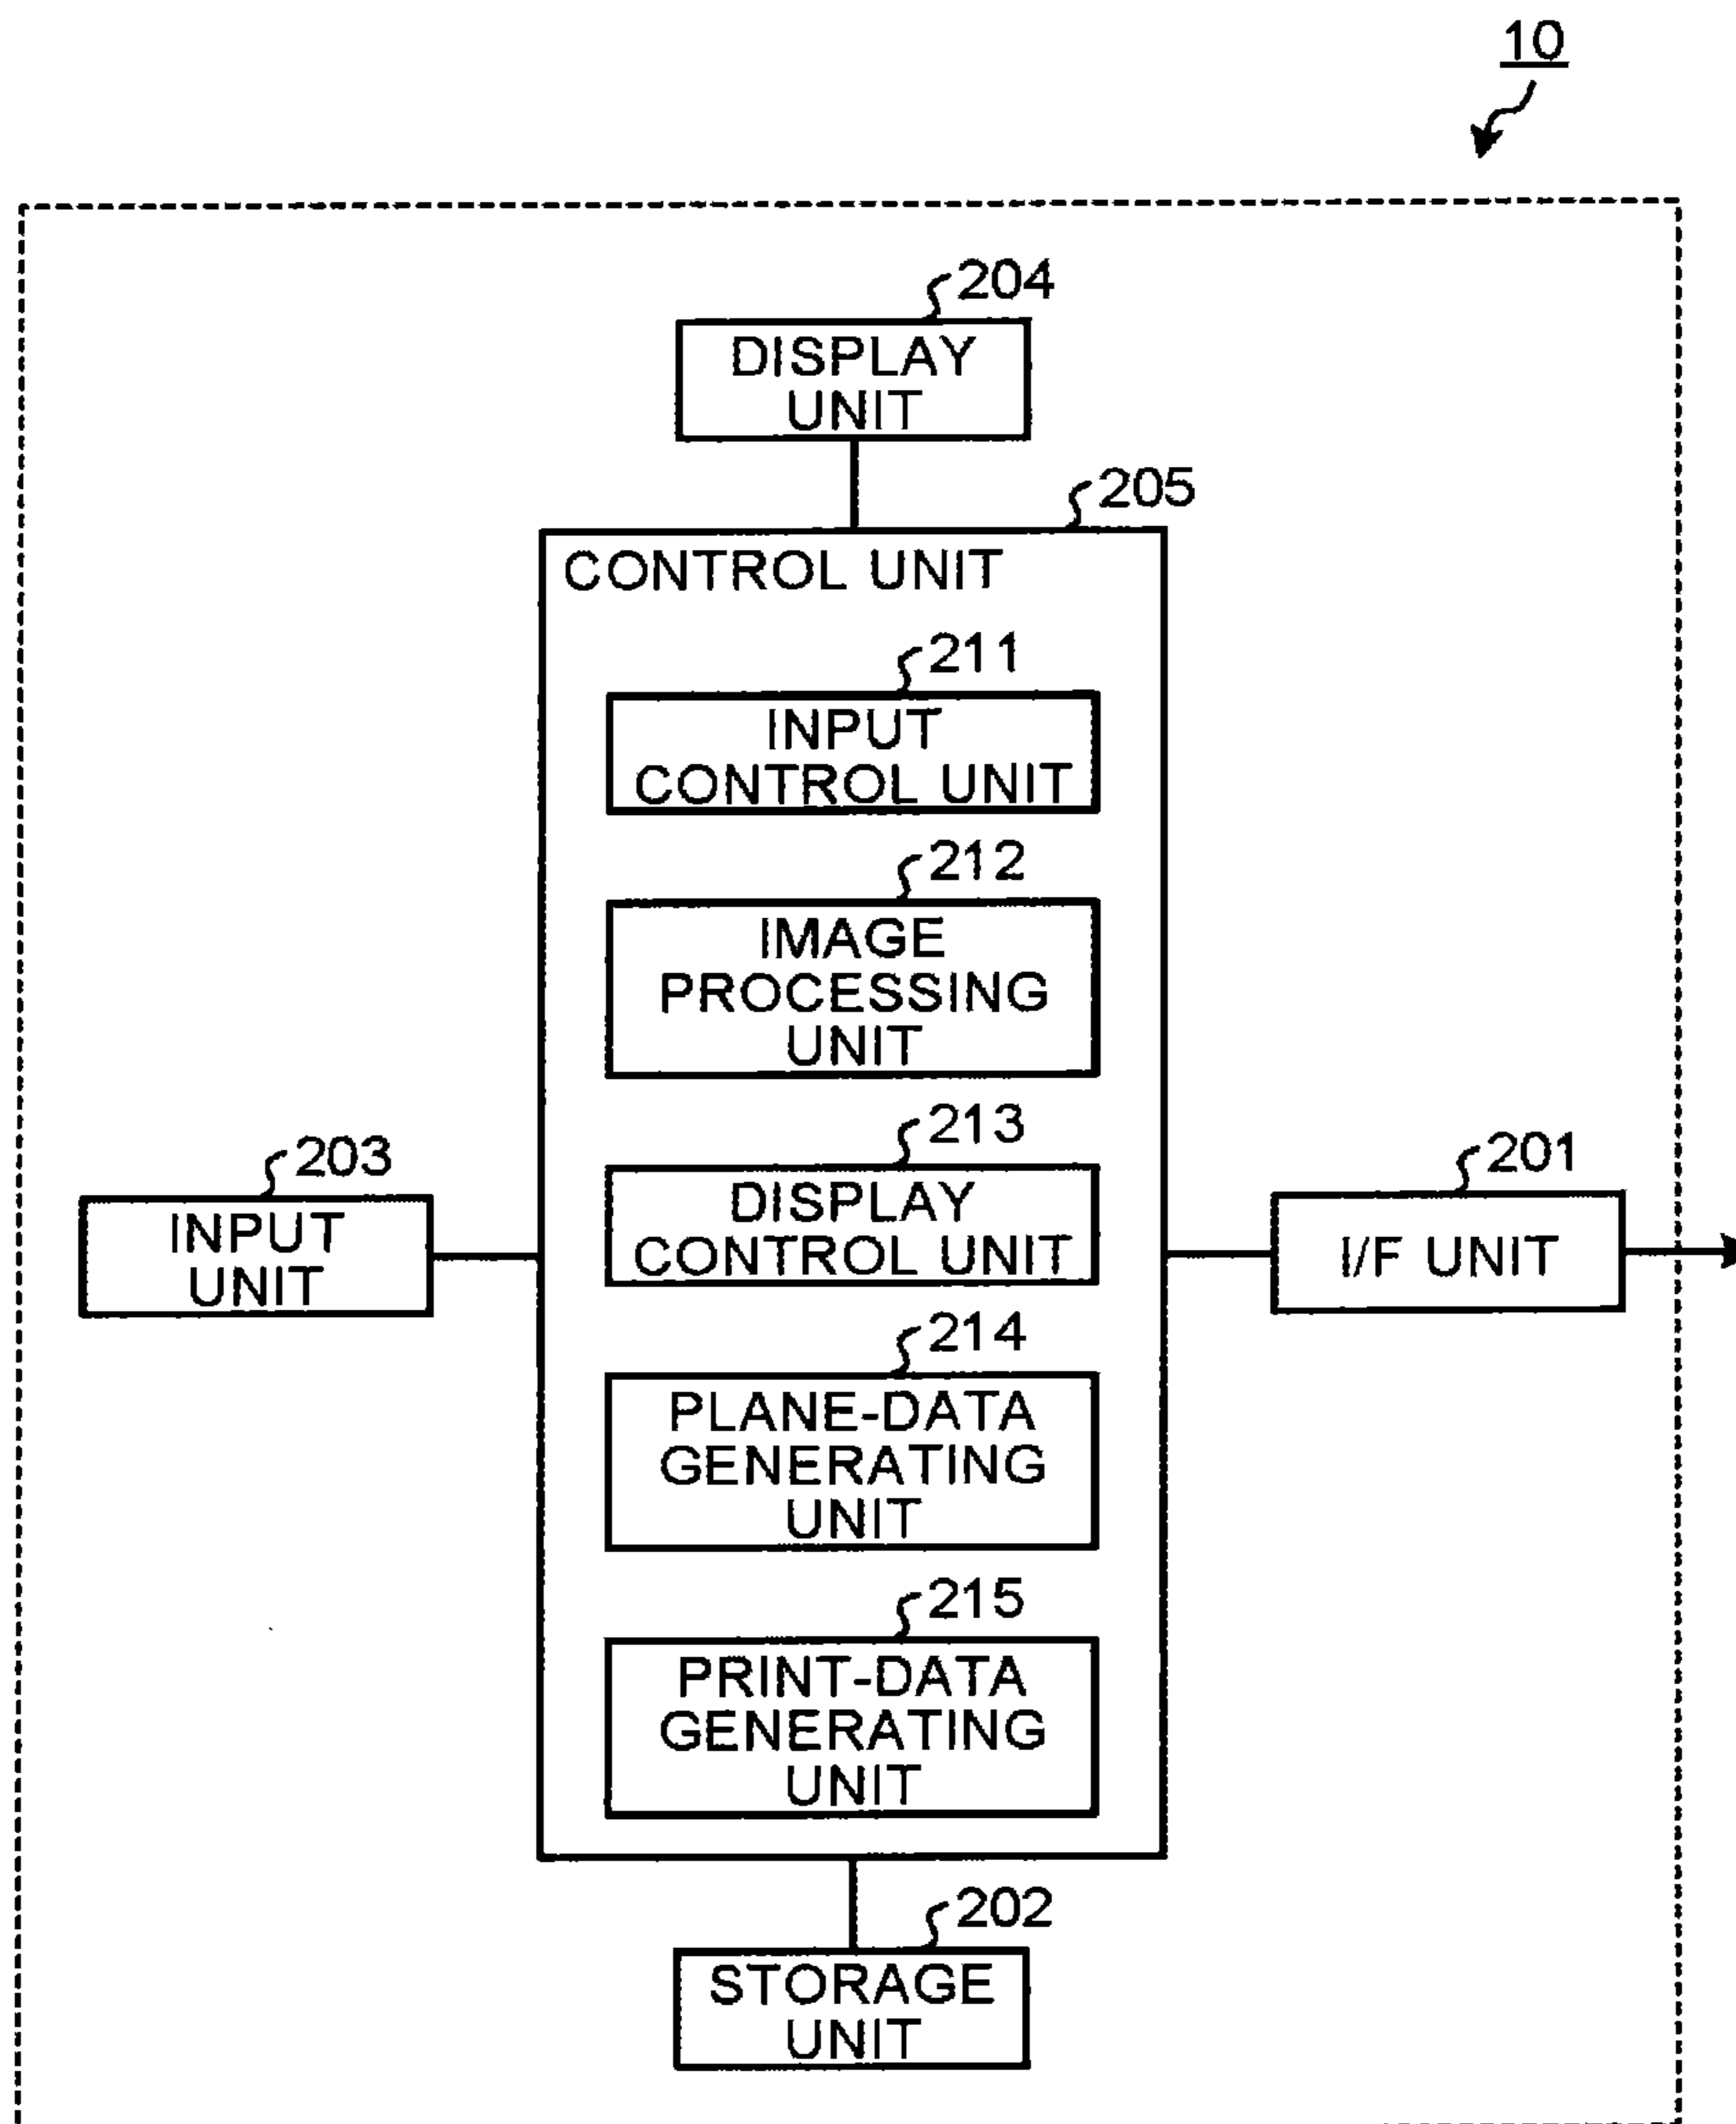 10
204
DISPLAY
UNIT
205
CONTROL UNIT
211
INPUT
CONTROL UNIT
212
IMAGE
PROCESSING
UNIT
213
DISPLAY
CONTROL UNIT
203
INPUT
UNIT
201
I/F UNIT
214
PLANE-DATA
GENERATING
UNIT
215
PRINT-DATA
GENERATING
UNIT
202
STORAGE
UNIT